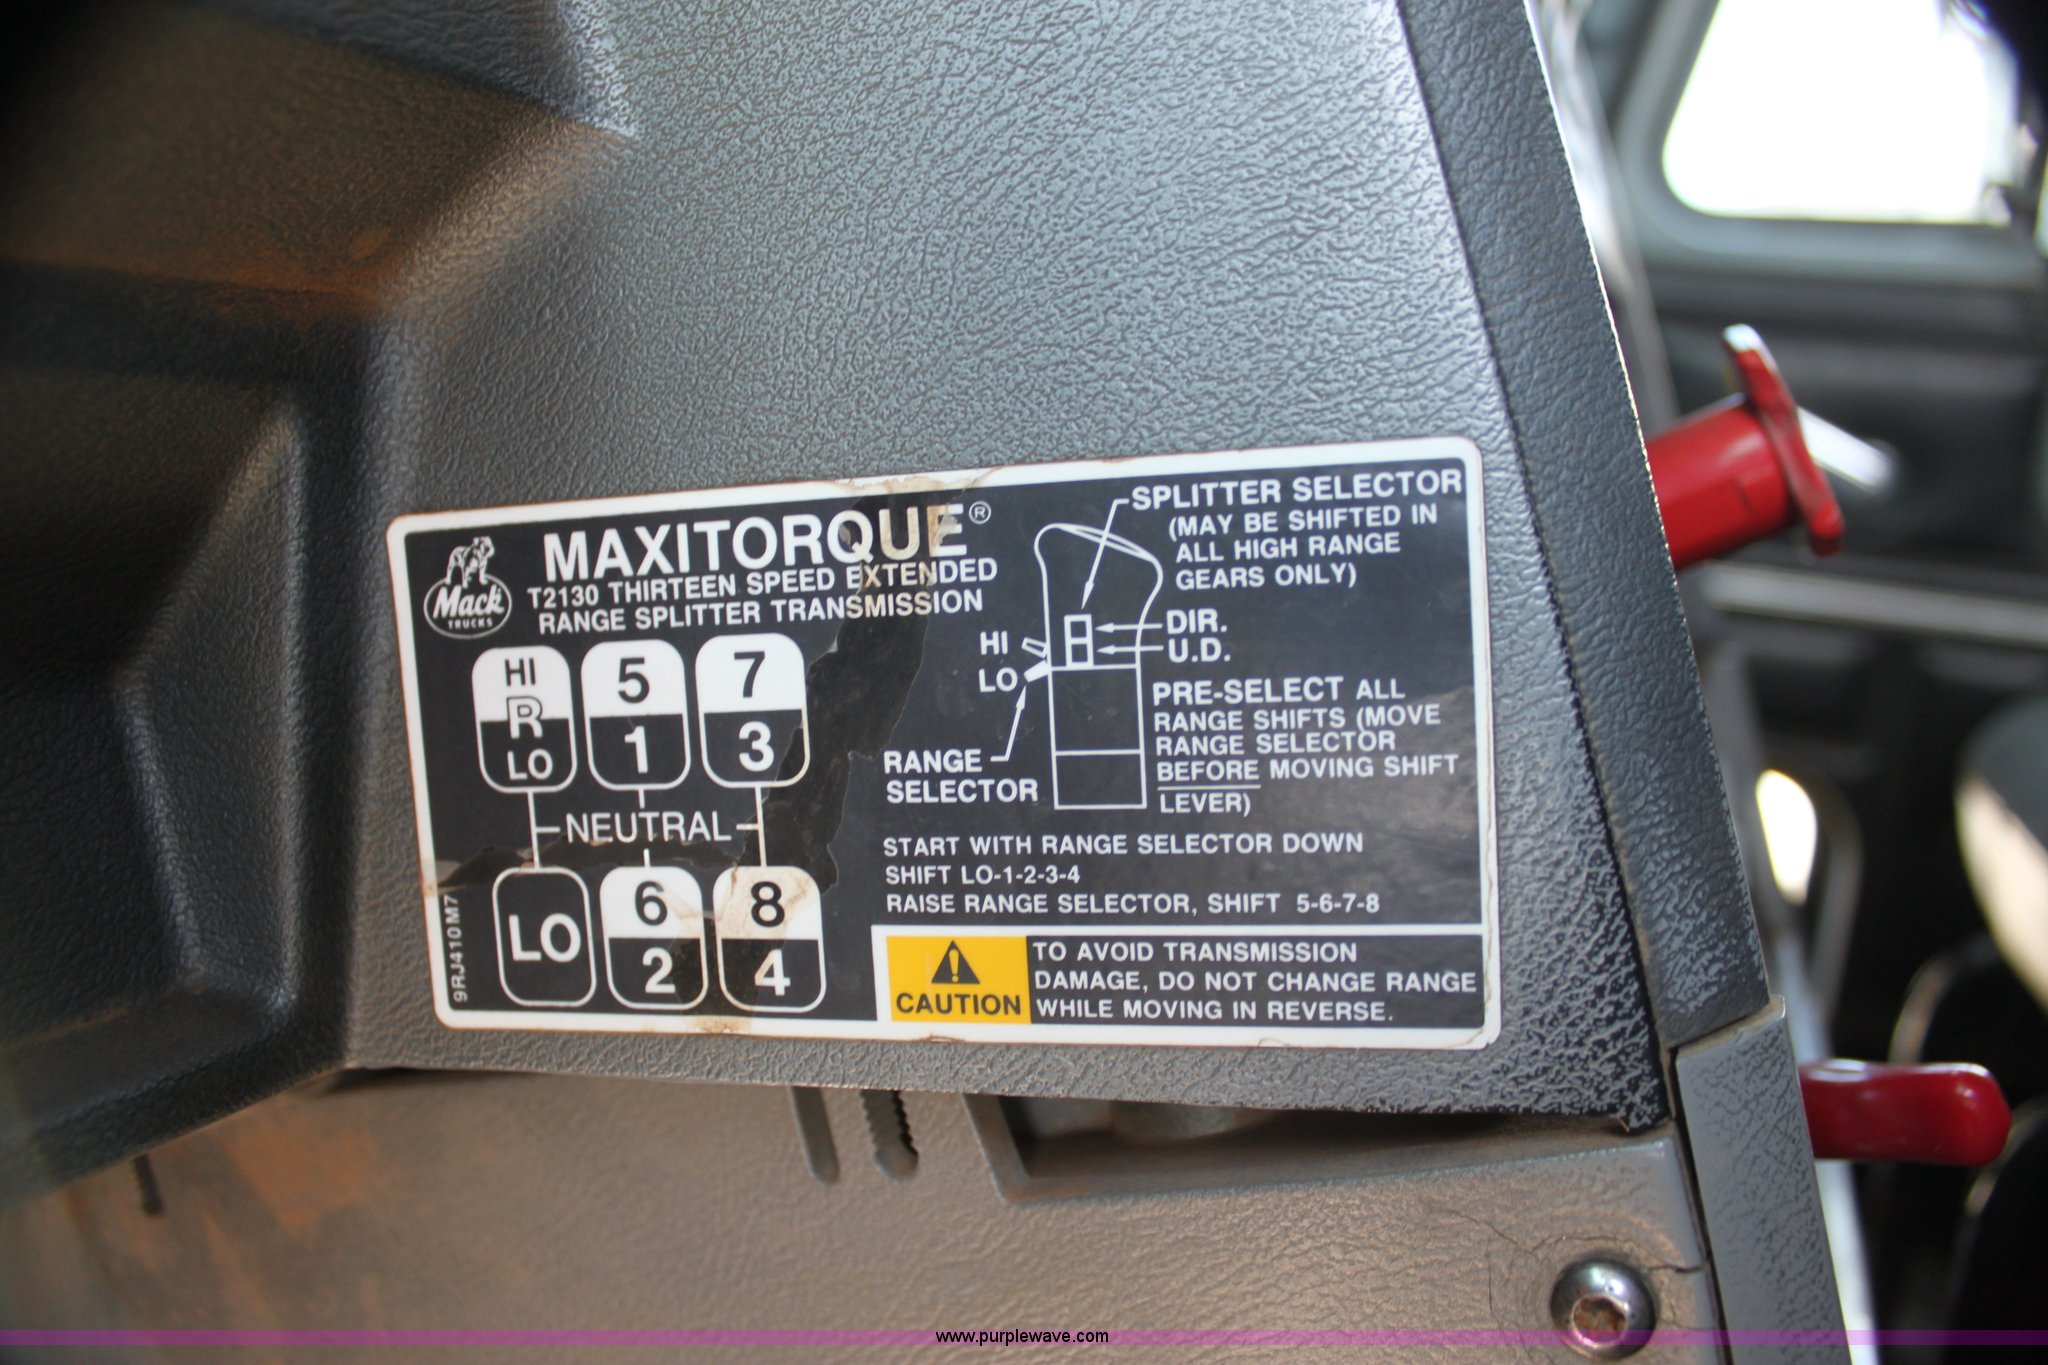 MAXITORQUE®
T2130 THIRTEEN SPEED EXTENDED
RANGE SPLITTER TRANSMISSION
Mack
TRUCKS
HI
R
LO
5
1
7
3
NEUTRAL
LO
6
2
8
4
9RJ410M7
SPLITTER SELECTOR
(MAY BE SHIFTED IN
ALL HIGH RANGE
GEARS ONLY)
DIR.
U.D.
HI
LO
RANGE
SELECTOR
PRE-SELECT ALL
RANGE SHIFTS (MOVE
RANGE SELECTOR
BEFORE MOVING SHIFT
LEVER)
START WITH RANGE SELECTOR DOWN
SHIFT LO-1-2-3-4
RAISE RANGE SELECTOR, SHIFT 5-6-7-8
CAUTION
TO AVOID TRANSMISSION
DAMAGE, DO NOT CHANGE RANGE
WHILE MOVING IN REVERSE.
www.purplewave.com